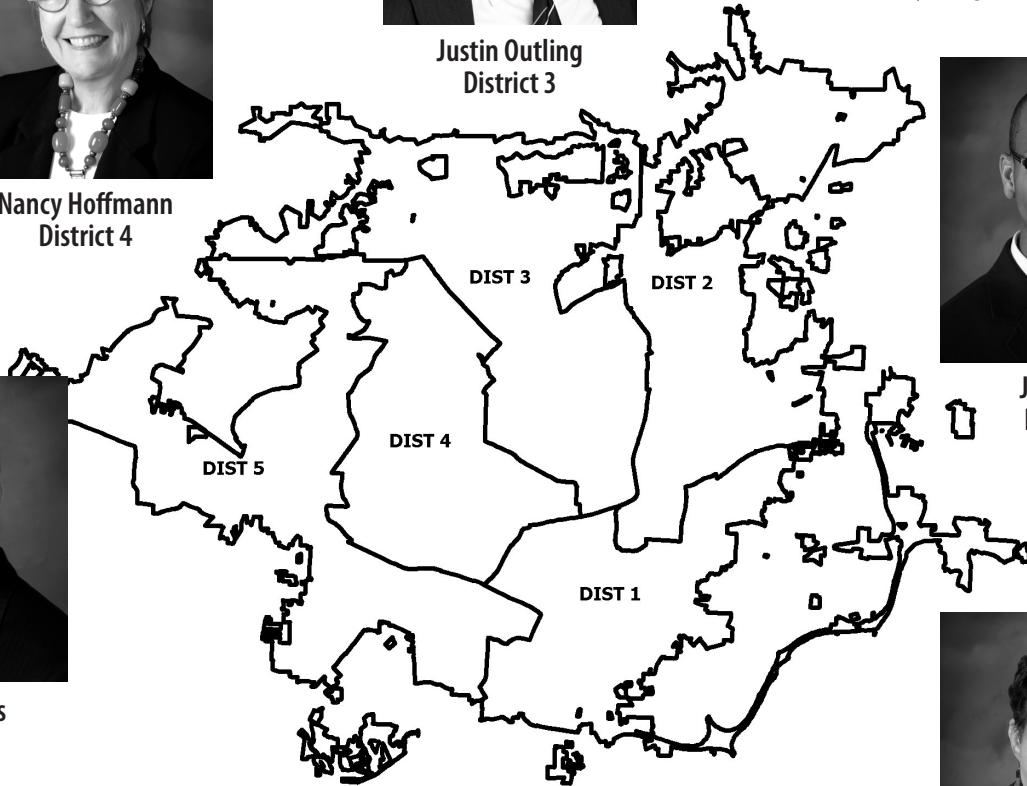 Justin Outling
District 3
Nancy Hoffmann
District 4
DIST 3
DIST 2
DIST 4
DIST 5
DIST 1